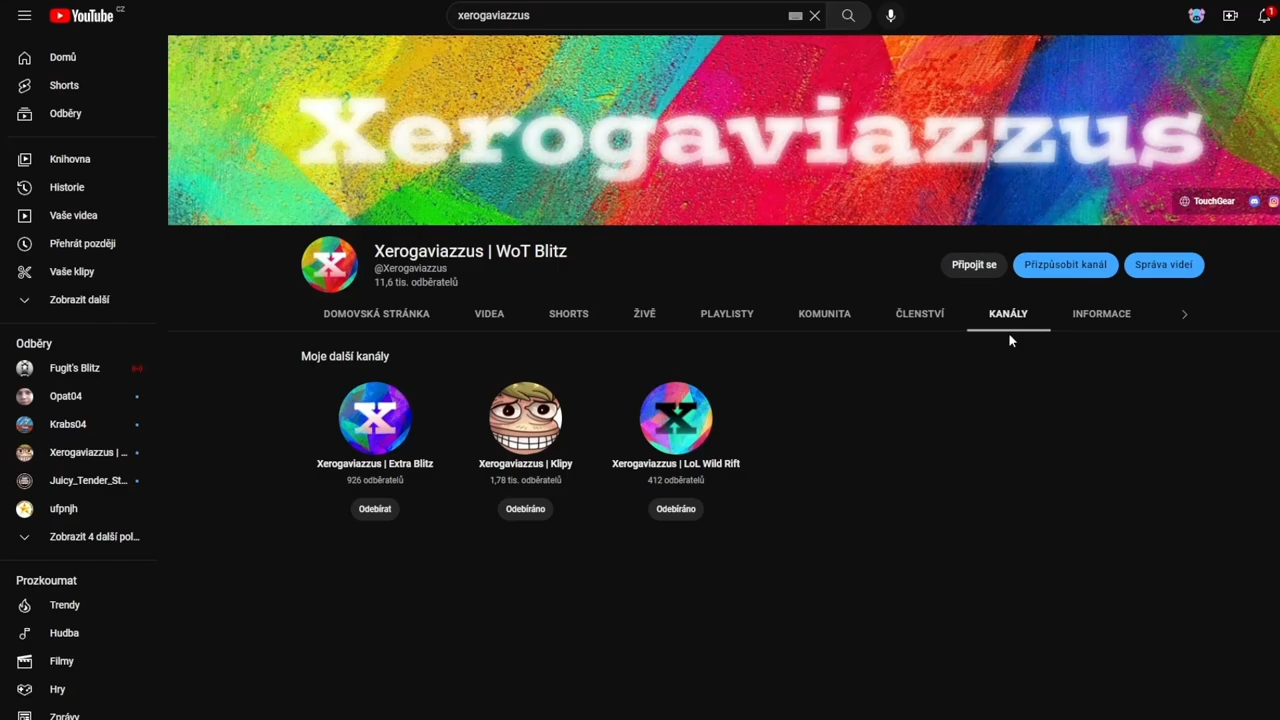 YouTube CZ
xerogaviazzus
1
Domů
Shorts
Odběry
Knihovna
Historie
Vaše videa
Přehrát později
Vaše klipy
Zobrazit další
Odběry
Fugit's Blitz
Opat04
Krabs04
Xerogaviazzus | ...
Juicy_Tender_St...
ufpnjh
Zobrazit 4 další pol...
Prozkoumat
Trendy
Hudba
Filmy
Hry
Zprávy
Xerogaviazzus
TouchGear
X
Xerogaviazzus | WoT Blitz
@Xerogaviazzus
11,6 tis. odběratelů
Připojit se
Přizpůsobit kanál
Správa videí
DOMOVSKÁ STRÁNKA
VIDEA
SHORTS
ŽIVĚ
PLAYLISTY
KOMUNITA
ČLENSTVÍ
KANÁLY
INFORMACE
Moje další kanály
X
Xerogaviazzus | Extra Blitz
926 odběratelů
Odebírat
Xerogaviazzus | Klipy
1,78 tis. odběratelů
Odebíráno
X
Xerogaviazzus | LoL Wild Rift
412 odběratelů
Odebíráno